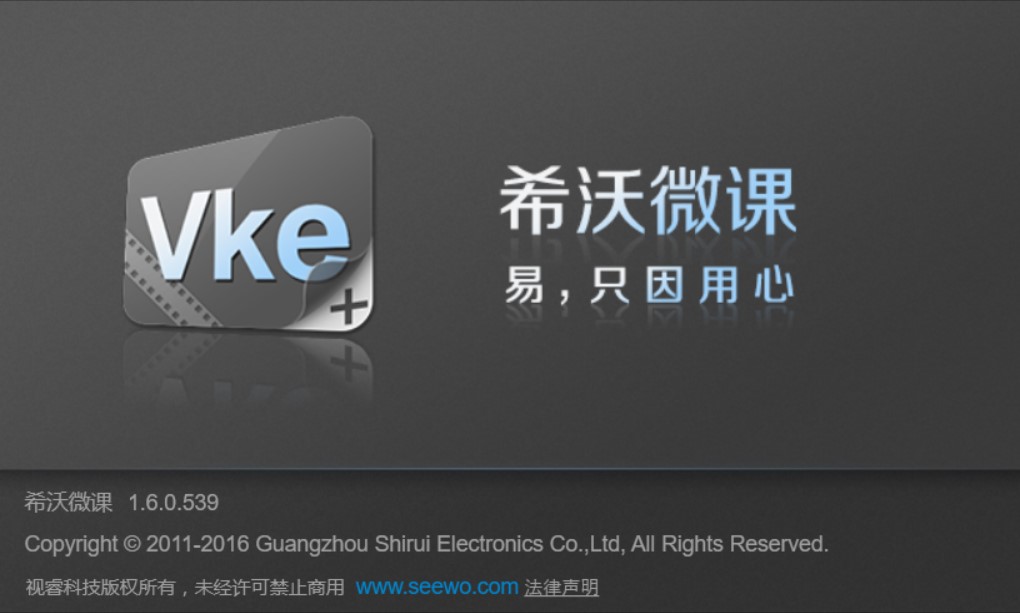 Vke
+
希沃微课
易，只因用心
希沃微课 1.6.0.539
Copyright © 2011-2016 Guangzhou Shirui Electronics Co.,Ltd, All Rights Reserved.
视睿科技版权所有，未经许可禁止商用 www.seewo.com 法律声明